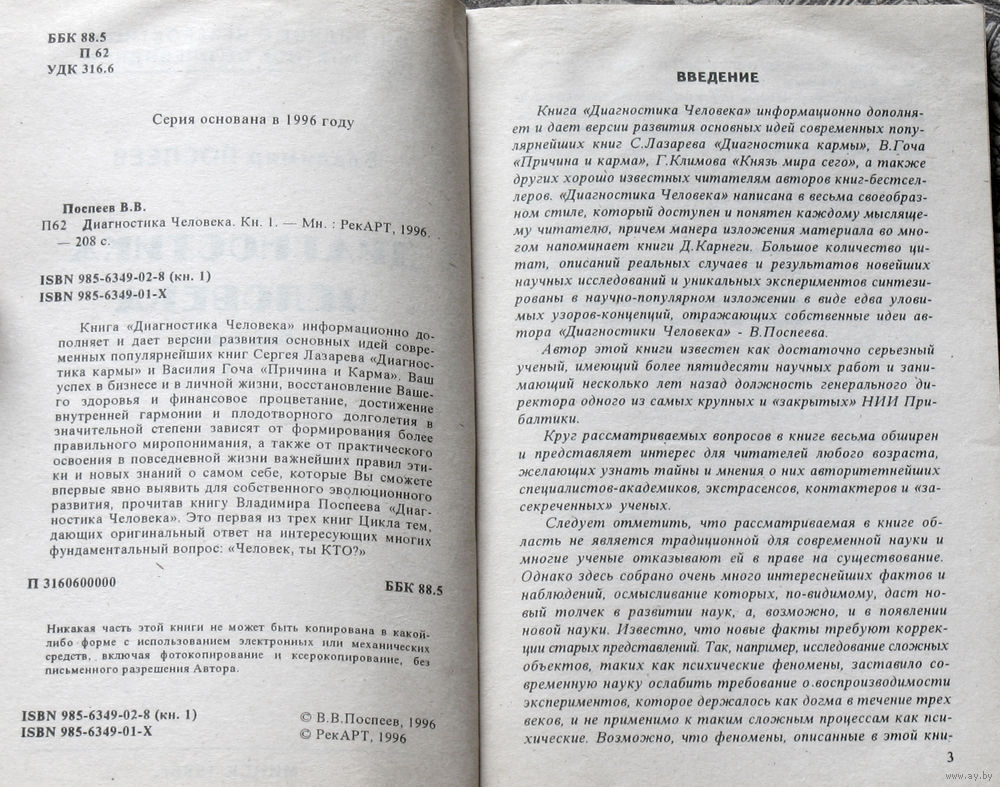 ББК 88.5
П 62
УДК 316.6
Серия основана в 1996 году
Поспеев В.В.
П62 Диагностика Человека. Кн. 1. — Мн. : РекАРТ, 1996.
— 208 с.
ISBN 985-6349-02-8 (кн. 1)
ISBN 985-6349-01-X
Книга «Диагностика Человека» информационно до-
полняет и дает версии развития основных идей совре-
менных популярнейших книг Сергея Лазарева «Диагнос-
тика кармы» и Василия Гоча «Причина и Карма». Ваш
успех в бизнесе и в личной жизни, восстановление Ваше-
го здоровья и финансовое процветание, достижение
внутренней гармонии и плодотворного долголетия в
значительной степени зависят от формирования более
правильного миропонимания, а также от практического
освоения в повседневной жизни важнейших правил эти-
ки и новых знаний о самом себе, которые Вы сможете
впервые явно выявить для собственного эволюционного
развития, прочитав книгу Владимира Поспеева «Диаг-
ностика Человека». Это первая из трех книг Цикла тем,
дающих оригинальный ответ на интересующих многих
фундаментальный вопрос: «Человек, ты КТО?»
П 3160600000
ББК 88.5
Никакая часть этой книги не может быть копирована в какой-
либо форме с использованием электронных или механических
средств, включая фотокопирование и ксерокопирование, без
письменного разрешения Автора.
ISBN 985-6349-02-8 (кн. 1)
ISBN 985-6349-01-X
© В.В.Поспеев, 1996
© РекАРТ, 1996
ВВЕДЕНИЕ
Книга «Диагностика Человека» информационно дополня-
ет и дает версии развития основных идей современных попу-
лярнейших книг С.Лазарева «Диагностика кармы», В.Гоча
«Причина и карма», Г.Климова «Князь мира сего», а также
других хорошо известных читателям авторов книг-бестсел-
леров. «Диагностика Человека» написана в весьма своеобраз-
ном стиле, который доступен и понятен каждому мысляще-
му читателю, причем манера изложения материала во мно-
гом напоминает книги Д.Карнеги. Большое количество ци-
тат, описаний реальных случаев и результатов новейших
научных исследований и уникальных экспериментов синтези-
рованы в научно-популярном изложении в виде едва улови-
мых узоров-концепций, отражающих собственные идеи ав-
тора «Диагностики Человека» - В.Поспеева.
Автор этой книги известен как достаточно серьезный
ученый, имеющий более пятидесяти научных работ и зани-
мающий несколько лет назад должность генерального ди-
ректора одного из самых крупных и «закрытых» НИИ При-
балтики.
Круг рассматриваемых вопросов в книге весьма обширен
и представляет интерес для читателей любого возраста,
желающих узнать тайны и мнения о них авторитетнейших
специалистов-академиков, экстрасенсов, контактеров и «за-
секреченных» ученых.
Следует отметить, что рассматриваемая в книге об-
ласть не является традиционной для современной науки и
многие ученые отказывают ей в праве на существование.
Однако здесь собрано очень много интереснейших фактов и
наблюдений, осмысливание которых, по-видимому, даст но-
вый толчек в развитии наук, а, возможно, и в появлении
новой науки. Известно, что новые факты требуют коррек-
ции старых представлений. Так, например, исследование сложных
объектов, таких как психические феномены, заставило со-
временную науку ослабить требование о воспроизводимости
экспериментов, которое держалось как догма в течение трех
веков, и не применимо к таким сложным процессам как пси-
хические. Возможно, что феномены, описанные в этой кни-
3
www.ay.by